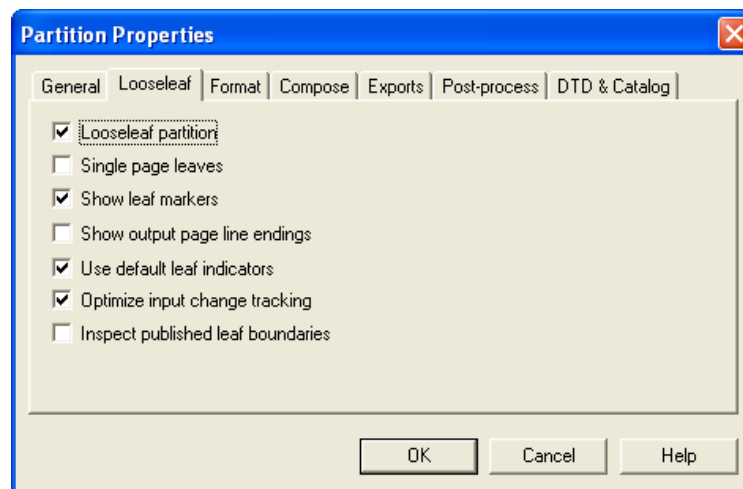 Partition Properties
General Looseleaf Format Compose Exports Post-process DTD & Catalog
Looseleaf partition
Single page leaves
Show leaf markers
Show output page line endings
Use default leaf indicators
Optimize input change tracking
Inspect published leaf boundaries
OK Cancel Help